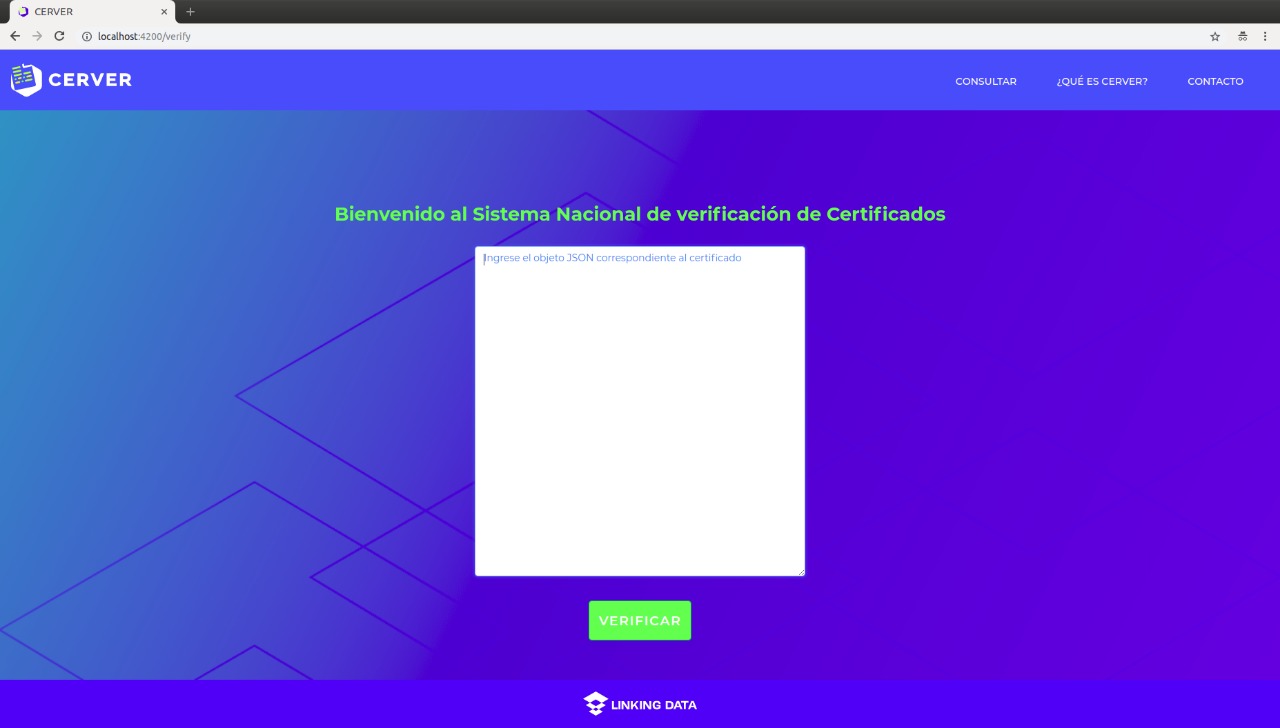 CERVER
localhost:4200/verify
CERVER
CONSULTAR
¿QUÉ ES CERVER?
CONTACTO
Bienvenido al Sistema Nacional de verificación de Certificados
Ingrese el objeto JSON correspondiente al certificado
VERIFICAR
LINKING DATA